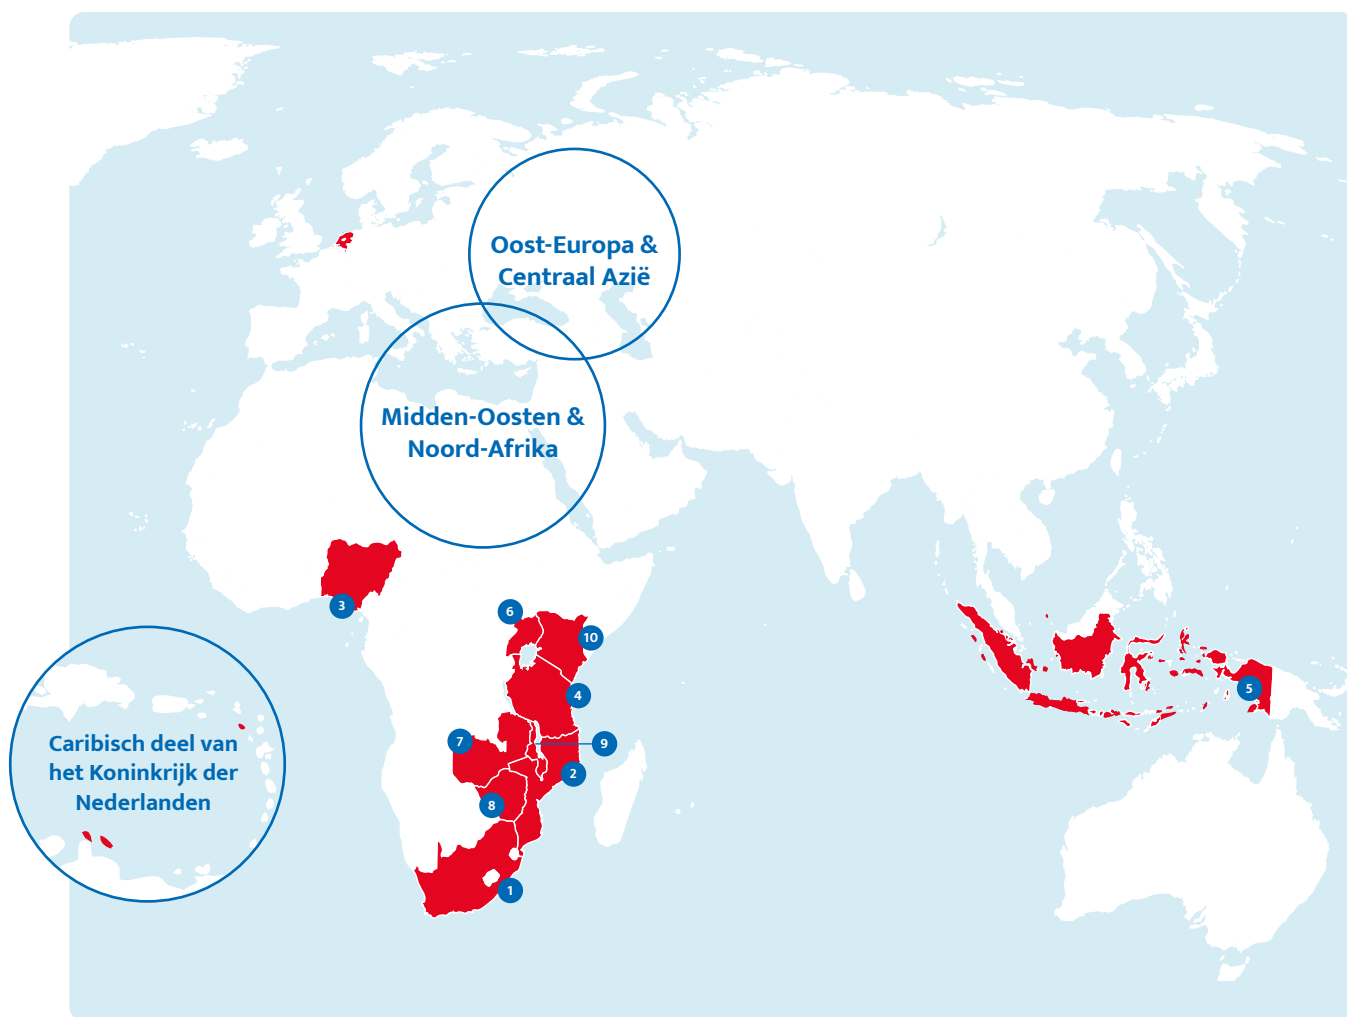 Oost-Europa &
Centraal Azië
Midden-Oosten &
Noord-Afrika
3
6
10
5
4
Caribisch deel van
het Koninkrijk der
Nederlanden
7
9
2
8
1